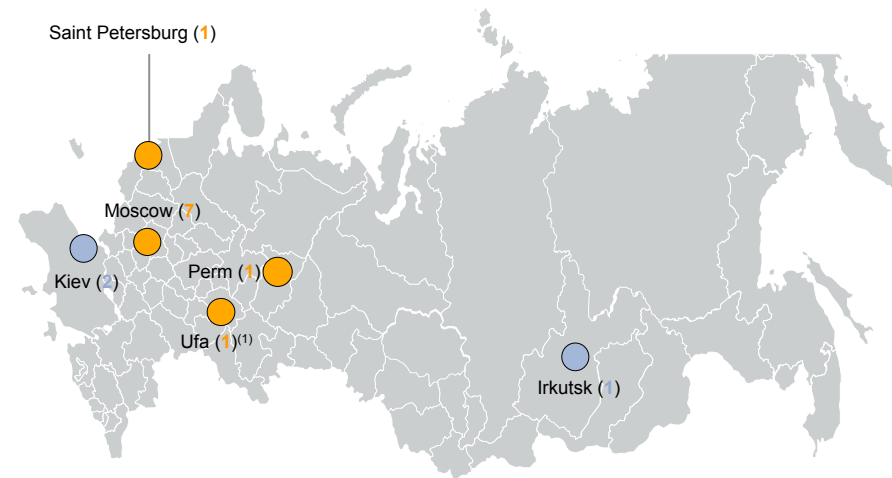 Saint Petersburg (1)
Moscow (7)
Kiev (2)
Perm (1)
Ufa (1)(1)
Irkutsk (1)